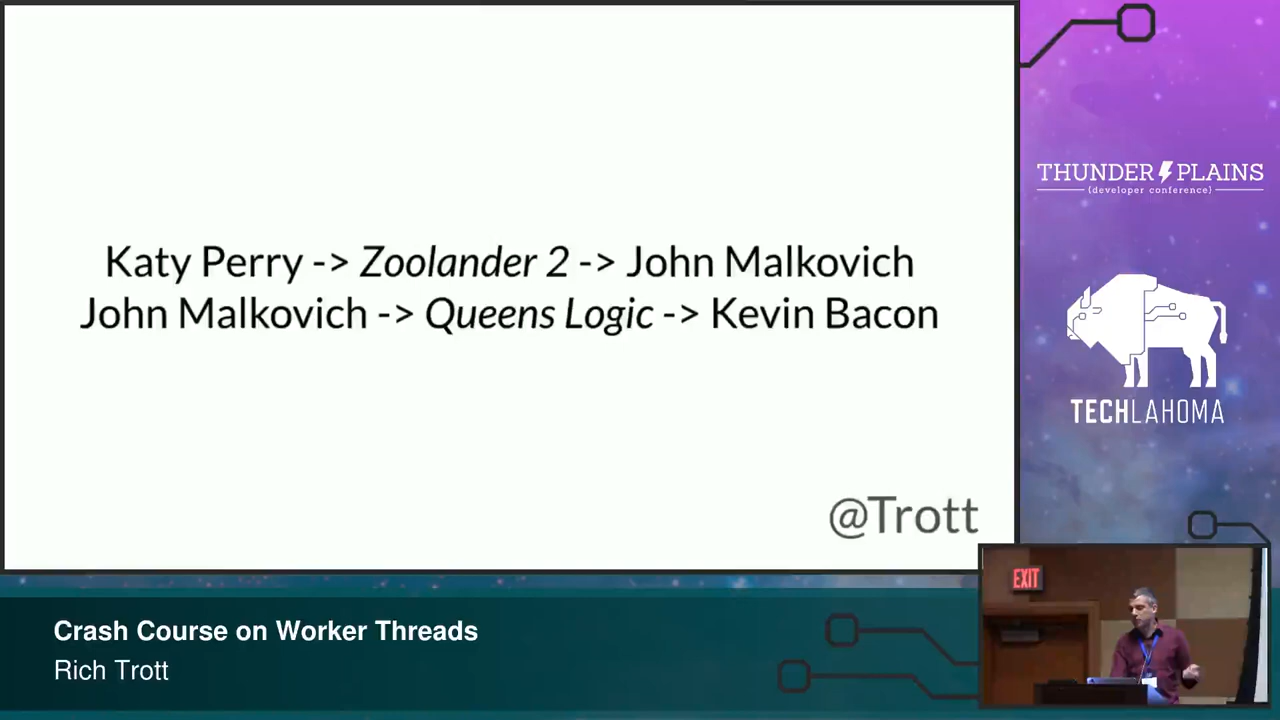 Katy Perry -> Zoolander 2 -> John Malkovich
John Malkovich -> Queens Logic -> Kevin Bacon
@Trott
THUNDER PLAINS
{developer conference}
TECHLAHOMA
EXIT
Crash Course on Worker Threads
Rich Trott